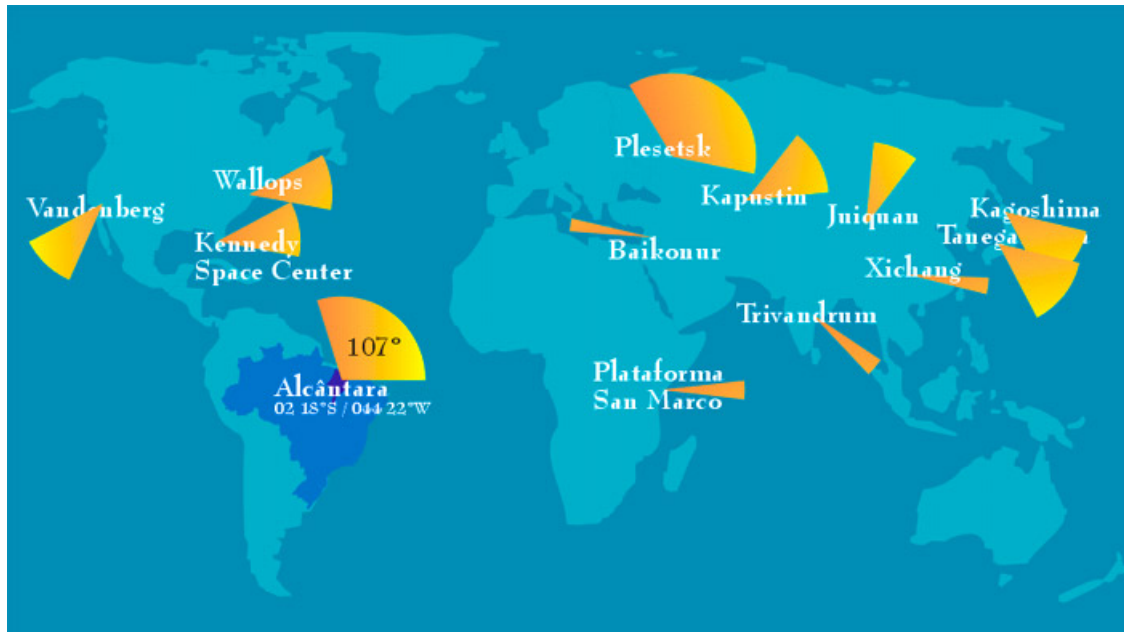 Plesetsk
Wallops
Kapustin
Vandenberg
Juiquan
Kagoshima
Kennedy
Space Center
Baikonur
Xichang
Trivandrum
107°
Plataforma
San Marco
Alcântara
02 18"S / 044 22"W